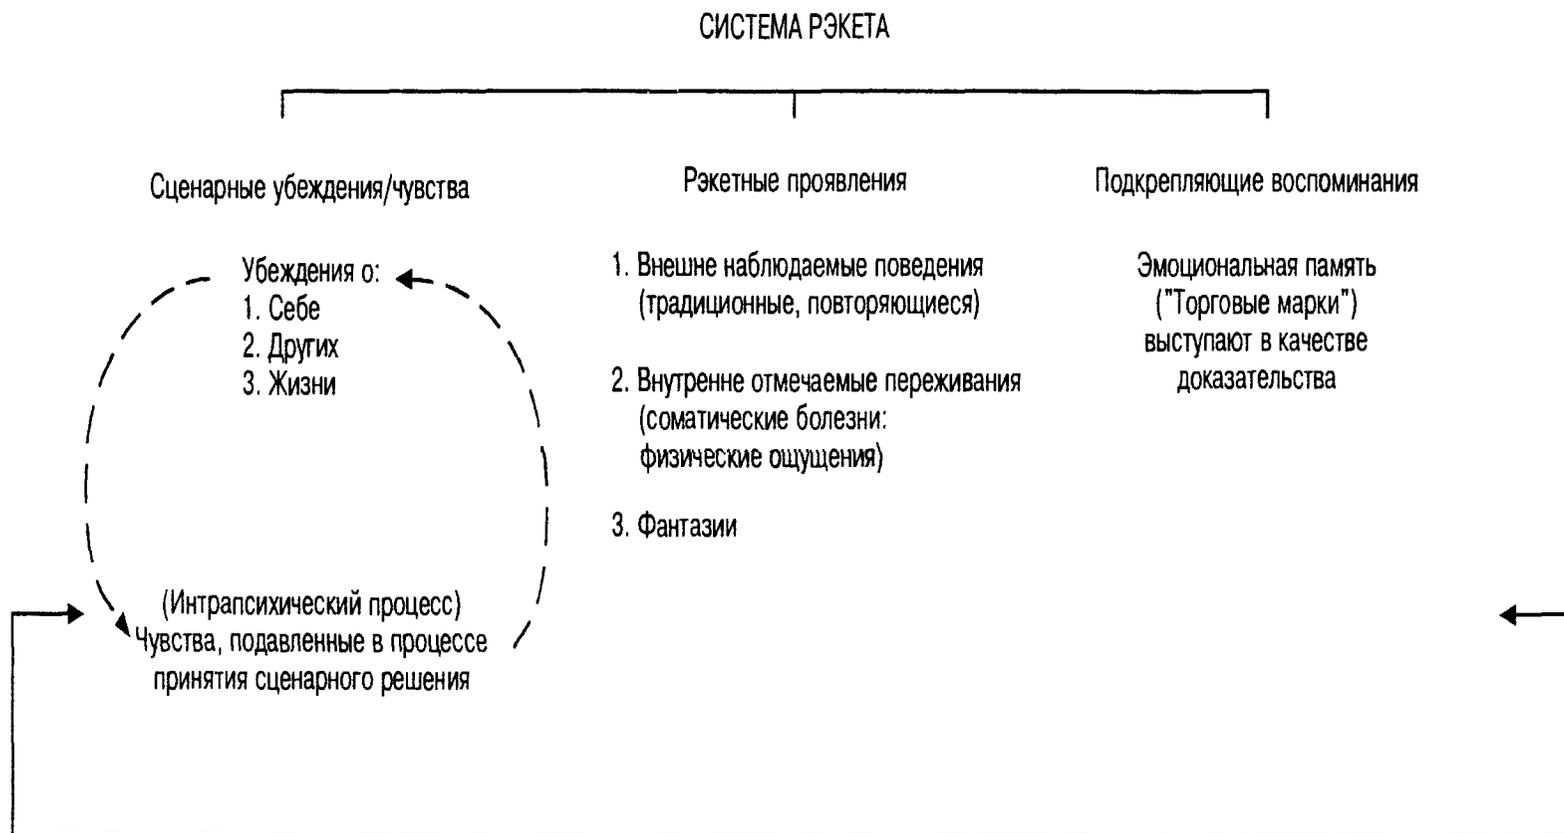 СИСТЕМА РЭКЕТА
Сценарные убеждения/чувства
Убеждения о:
1. Себе
2. Других
3. Жизни
(Интрапсихический процесс)
Чувства, подавленные в процессе
принятия сценарного решения
Рэкетные проявления
1. Внешне наблюдаемые поведения
(традиционные, повторяющиеся)
2. Внутренне отмечаемые переживания
(соматические болезни:
физические ощущения)
3. Фантазии
Подкрепляющие воспоминания
Эмоциональная память
("Торговые марки")
выступают в качестве
доказательства